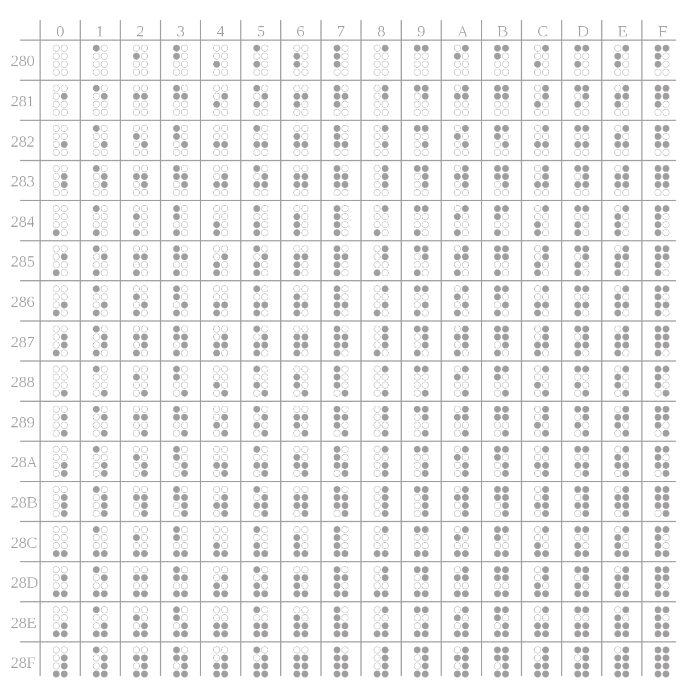 0 1 2 3 4 5 6 7 8 9 A B C D E F
280 ⠀ ⠁ ⠂ ⠃ ⠄ ⠅ ⠆ ⠇ ⠈ ⠉ ⠊ ⠋ ⠌ ⠍ ⠎ ⠏
281 ⠐ ⠑ ⠒ ⠓ ⠔ ⠕ ⠖ ⠗ ⠘ ⠙ ⠚ ⠛ ⠜ ⠝ ⠞ ⠟
282 ⠠ ⠡ ⠢ ⠣ ⠤ ⠥ ⠦ ⠧ ⠨ ⠩ ⠪ ⠫ ⠬ ⠭ ⠮ ⠯
283 ⠰ ⠱ ⠲ ⠳ ⠴ ⠵ ⠶ ⠷ ⠸ ⠹ ⠺ ⠻ ⠼ ⠽ ⠾ ⠿
284 ⡀ ⡁ ⡂ ⡃ ⡄ ⡅ ⡆ ⡇ ⡈ ⡉ ⡊ ⡋ ⡌ ⡍ ⡎ ⡏
285 ⡐ ⡑ ⡒ ⡓ ⡔ ⡕ ⡖ ⡗ ⡘ ⡙ ⡚ ⡛ ⡜ ⡝ ⡞ ⡟
286 ⡠ ⡡ ⡢ ⡣ ⡤ ⡥ ⡦ ⡧ ⡨ ⡩ ⡪ ⡫ ⡬ ⡭ ⡮ ⡯
287 ⡰ ⡱ ⡲ ⡳ ⡴ ⡵ ⡶ ⡷ ⡸ ⡹ ⡺ ⡻ ⡼ ⡽ ⡾ ⡿
288 ⢀ ⢁ ⢂ ⢃ ⢄ ⢅ ⢆ ⢇ ⢈ ⢉ ⢊ ⢋ ⢌ ⢍ ⢎ ⢏
289 ⢐ ⢑ ⢒ ⢓ ⢔ ⢕ ⢖ ⢗ ⢘ ⢙ ⢚ ⢛ ⢜ ⢝ ⢞ ⢟
28A ⢠ ⢡ ⢢ ⢣ ⢤ ⢥ ⢦ ⢧ ⢨ ⢩ ⢪ ⢫ ⢬ ⢭ ⢮ ⢯
28B ⢰ ⢱ ⢲ ⢳ ⢴ ⢵ ⢶ ⢷ ⢸ ⢹ ⢺ ⢻ ⢼ ⢽ ⢾ ⢿
28C ⣀ ⣁ ⣂ ⣃ ⣄ ⣅ ⣆ ⣇ ⣈ ⣉ ⣊ ⣋ ⣌ ⣍ ⣎ ⣏
28D ⣐ ⣑ ⣒ ⣓ ⣔ ⣕ ⣖ ⣗ ⣘ ⣙ ⣚ ⣛ ⣜ ⣝ ⣞ ⣟
28E ⣠ ⣡ ⣢ ⣣ ⣤ ⣥ ⣦ ⣧ ⣨ ⣩ ⣪ ⣫ ⣬ ⣭ ⣮ ⣯
28F ⣰ ⣱ ⣲ ⣳ ⣴ ⣵ ⣶ ⣷ ⣸ ⣹ ⣺ ⣻ ⣼ ⣽ ⣾ ⣿